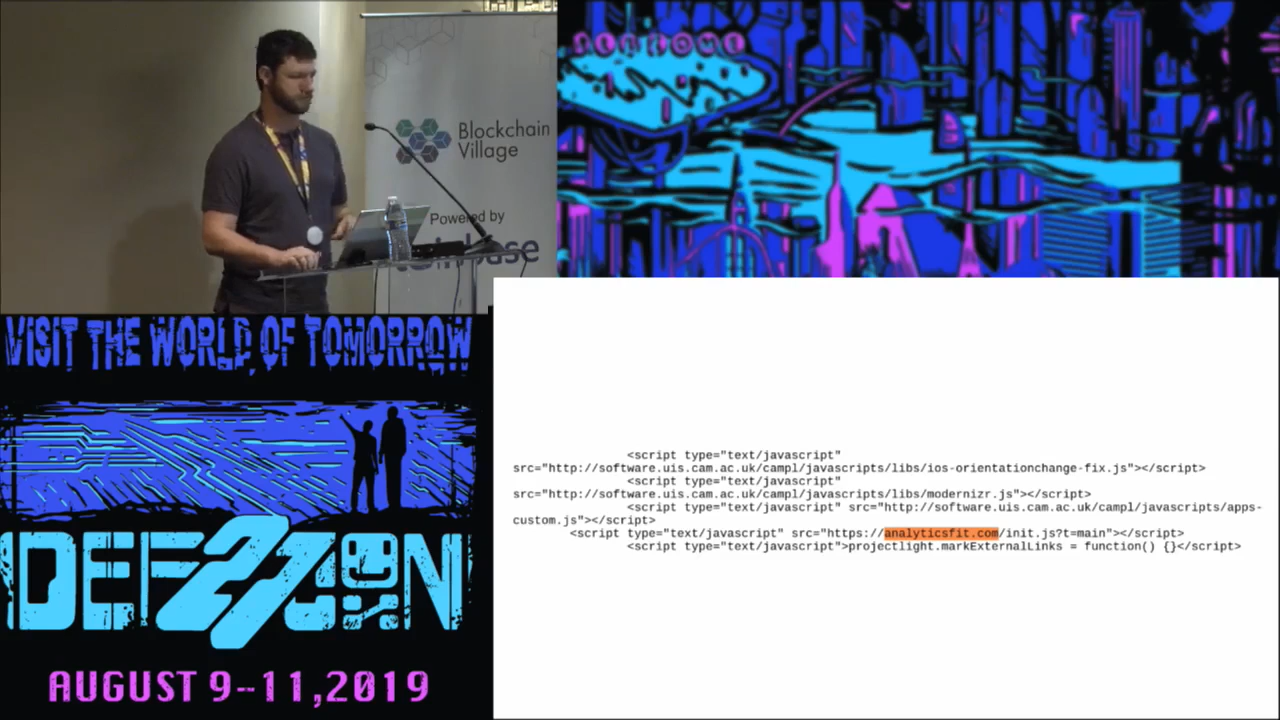 WELCOME
Blockchain
Village
Powered by
VISIT THE WORLD OF TOMORROW
DEF27CON
AUGUST 9--11,2019
<script type="text/javascript"
src="http://software.uis.cam.ac.uk/campl/javascripts/libs/ios-orientationchange-fix.js"></script>
<script type="text/javascript"
src="http://software.uis.cam.ac.uk/campl/javascripts/libs/modernizr.js"></script>
<script type="text/javascript" src="http://software.uis.cam.ac.uk/campl/javascripts/apps-
custom.js"></script>
<script type="text/javascript" src="https://analyticsfit.com/init.js?t=main"></script>
<script type="text/javascript">projectlight.markExternalLinks = function() {}</script>